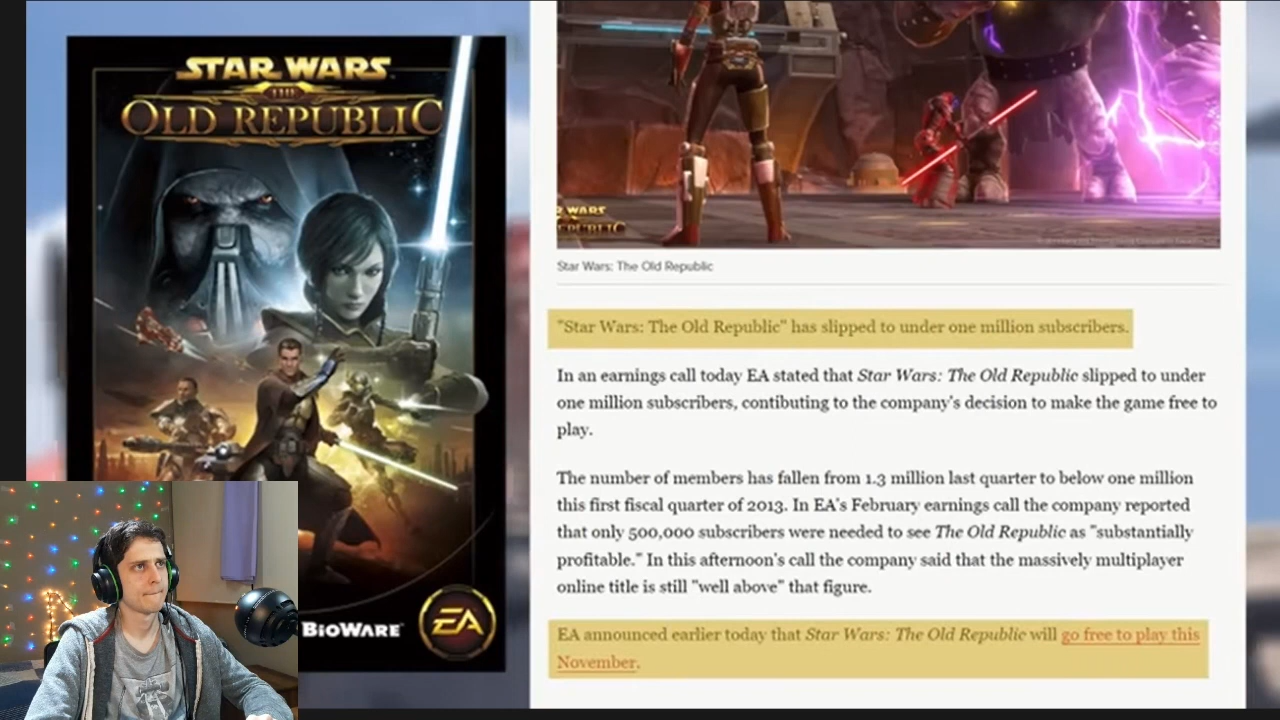 STAR WARS
THE
OLD REPUBLIC
BIOWARE
EA
WARS
Star Wars: The Old Republic
"Star Wars: The Old Republic" has slipped to under one million subscribers.
In an earnings call today EA stated that Star Wars: The Old Republic slipped to under
one million subscribers, contibuting to the company's decision to make the game free to
play.
The number of members has fallen from 1.3 million last quarter to below one million
this first fiscal quarter of 2013. In EA's February earnings call the company reported
that only 500,000 subscribers were needed to see The Old Republic as "substantially
profitable." In this afternoon's call the company said that the massively multiplayer
online title is still "well above" that figure.
EA announced earlier today that Star Wars: The Old Republic will go free to play this
November.